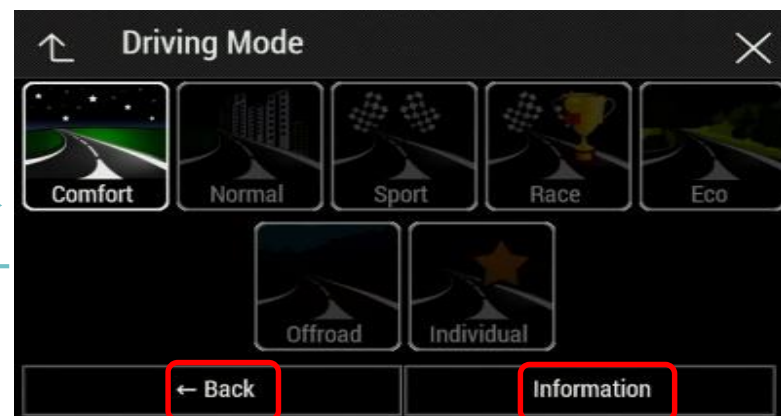 Driving Mode
Comfort Normal Sport Race Eco
Offroad Individual
← Back Information